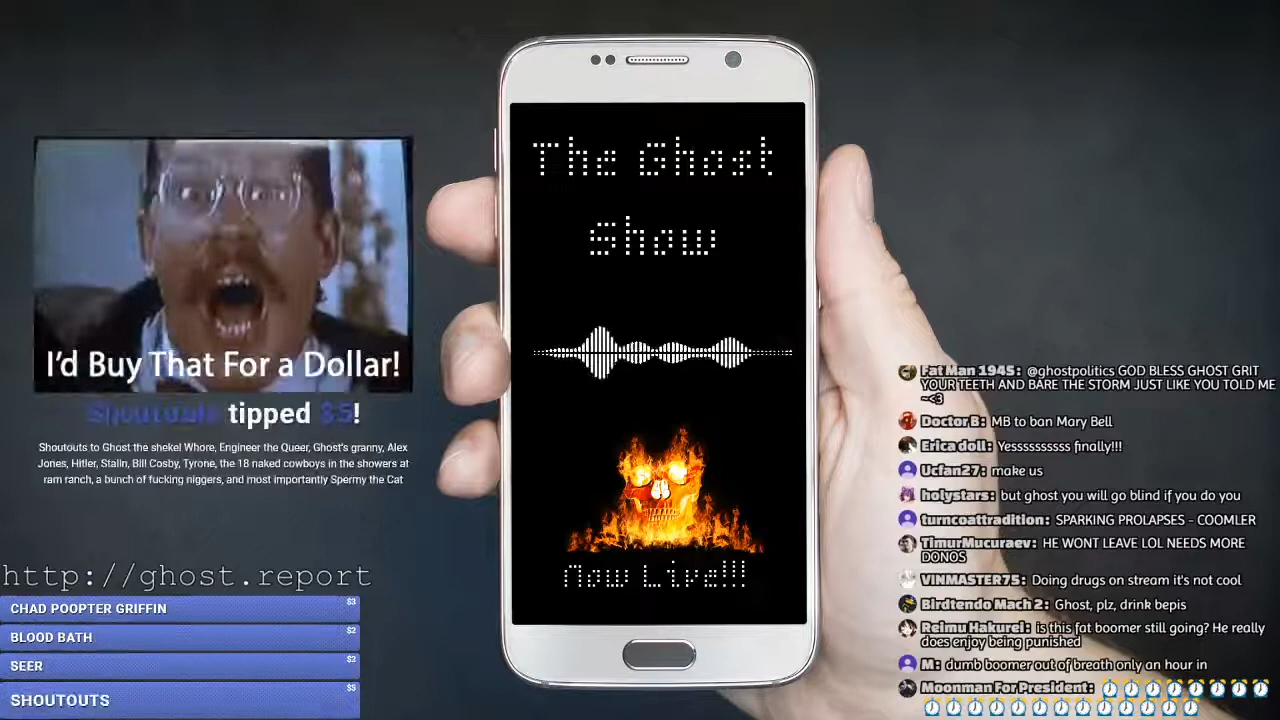 The Ghost
Show
I'd Buy That For a Dollar!
Shoutouts tipped $5!
Shoutouts to Ghost the shekel Whore, Engineer the Queer, Ghost's granny, Alex
Jones, Hitler, Stalin, Bill Cosby, Tyrone, the 18 naked cowboys in the showers at
ram ranch, a bunch of fucking niggers, and most importantly Spermy the Cat
http://ghost.report
CHAD POOPTER GRIFFIN $3
BLOOD BATH $2
SEER $2
SHOUTOUTS $5
Now Live!!!
Fat Man 1945: @ghostpolitics GOD BLESS GHOST GRIT
YOUR TEETH AND BARE THE STORM JUST LIKE YOU TOLD ME
~<3
Doctor B: MB to ban Mary Bell
Erica doll: Yesssssssss finally!!!
Ucfan27: make us
holystars: but ghost you will go blind if you do you
turncoattradition: SPARKING PROLAPSES - COOMLER
TimurMucuraev: HE WONT LEAVE LOL NEEDS MORE
DONOS
VINMASTER75: Doing drugs on stream it's not cool
Birdtendo Mach 2: Ghost, plz, drink bepis
Reimu Hakurei: is this fat boomer still going? He really
does enjoy being punished
M: dumb boomer out of breath only an hour in
Moonman For President: